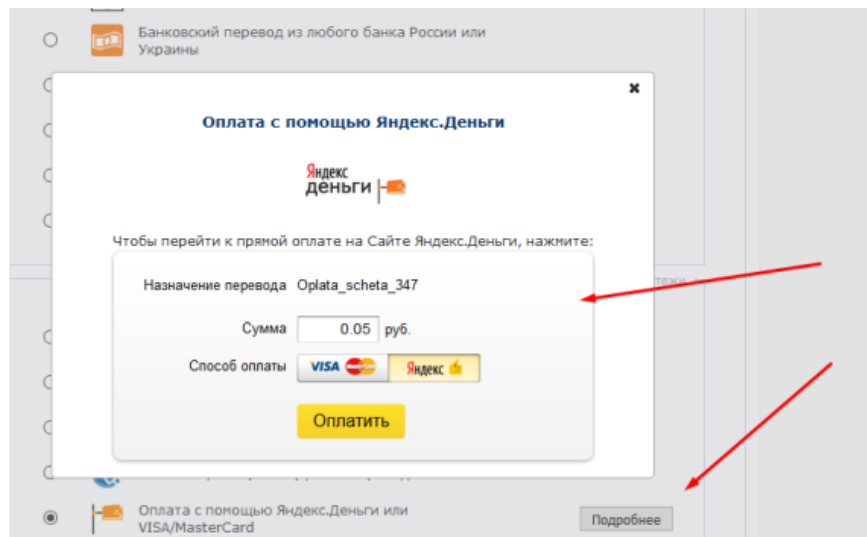 Банковский перевод из любого банка России или
Украины
Оплата с помощью Яндекс.Деньги
Яндекс
деньги
Чтобы перейти к прямой оплате на Сайте Яндекс.Деньги, нажмите:
Назначение перевода Oplata_scheta_347
Сумма 0.05 руб.
Способ оплаты VISA MasterCard Яндекс
Оплатить
Оплата с помощью Яндекс.Деньги или
VISA/MasterCard
Подробнее